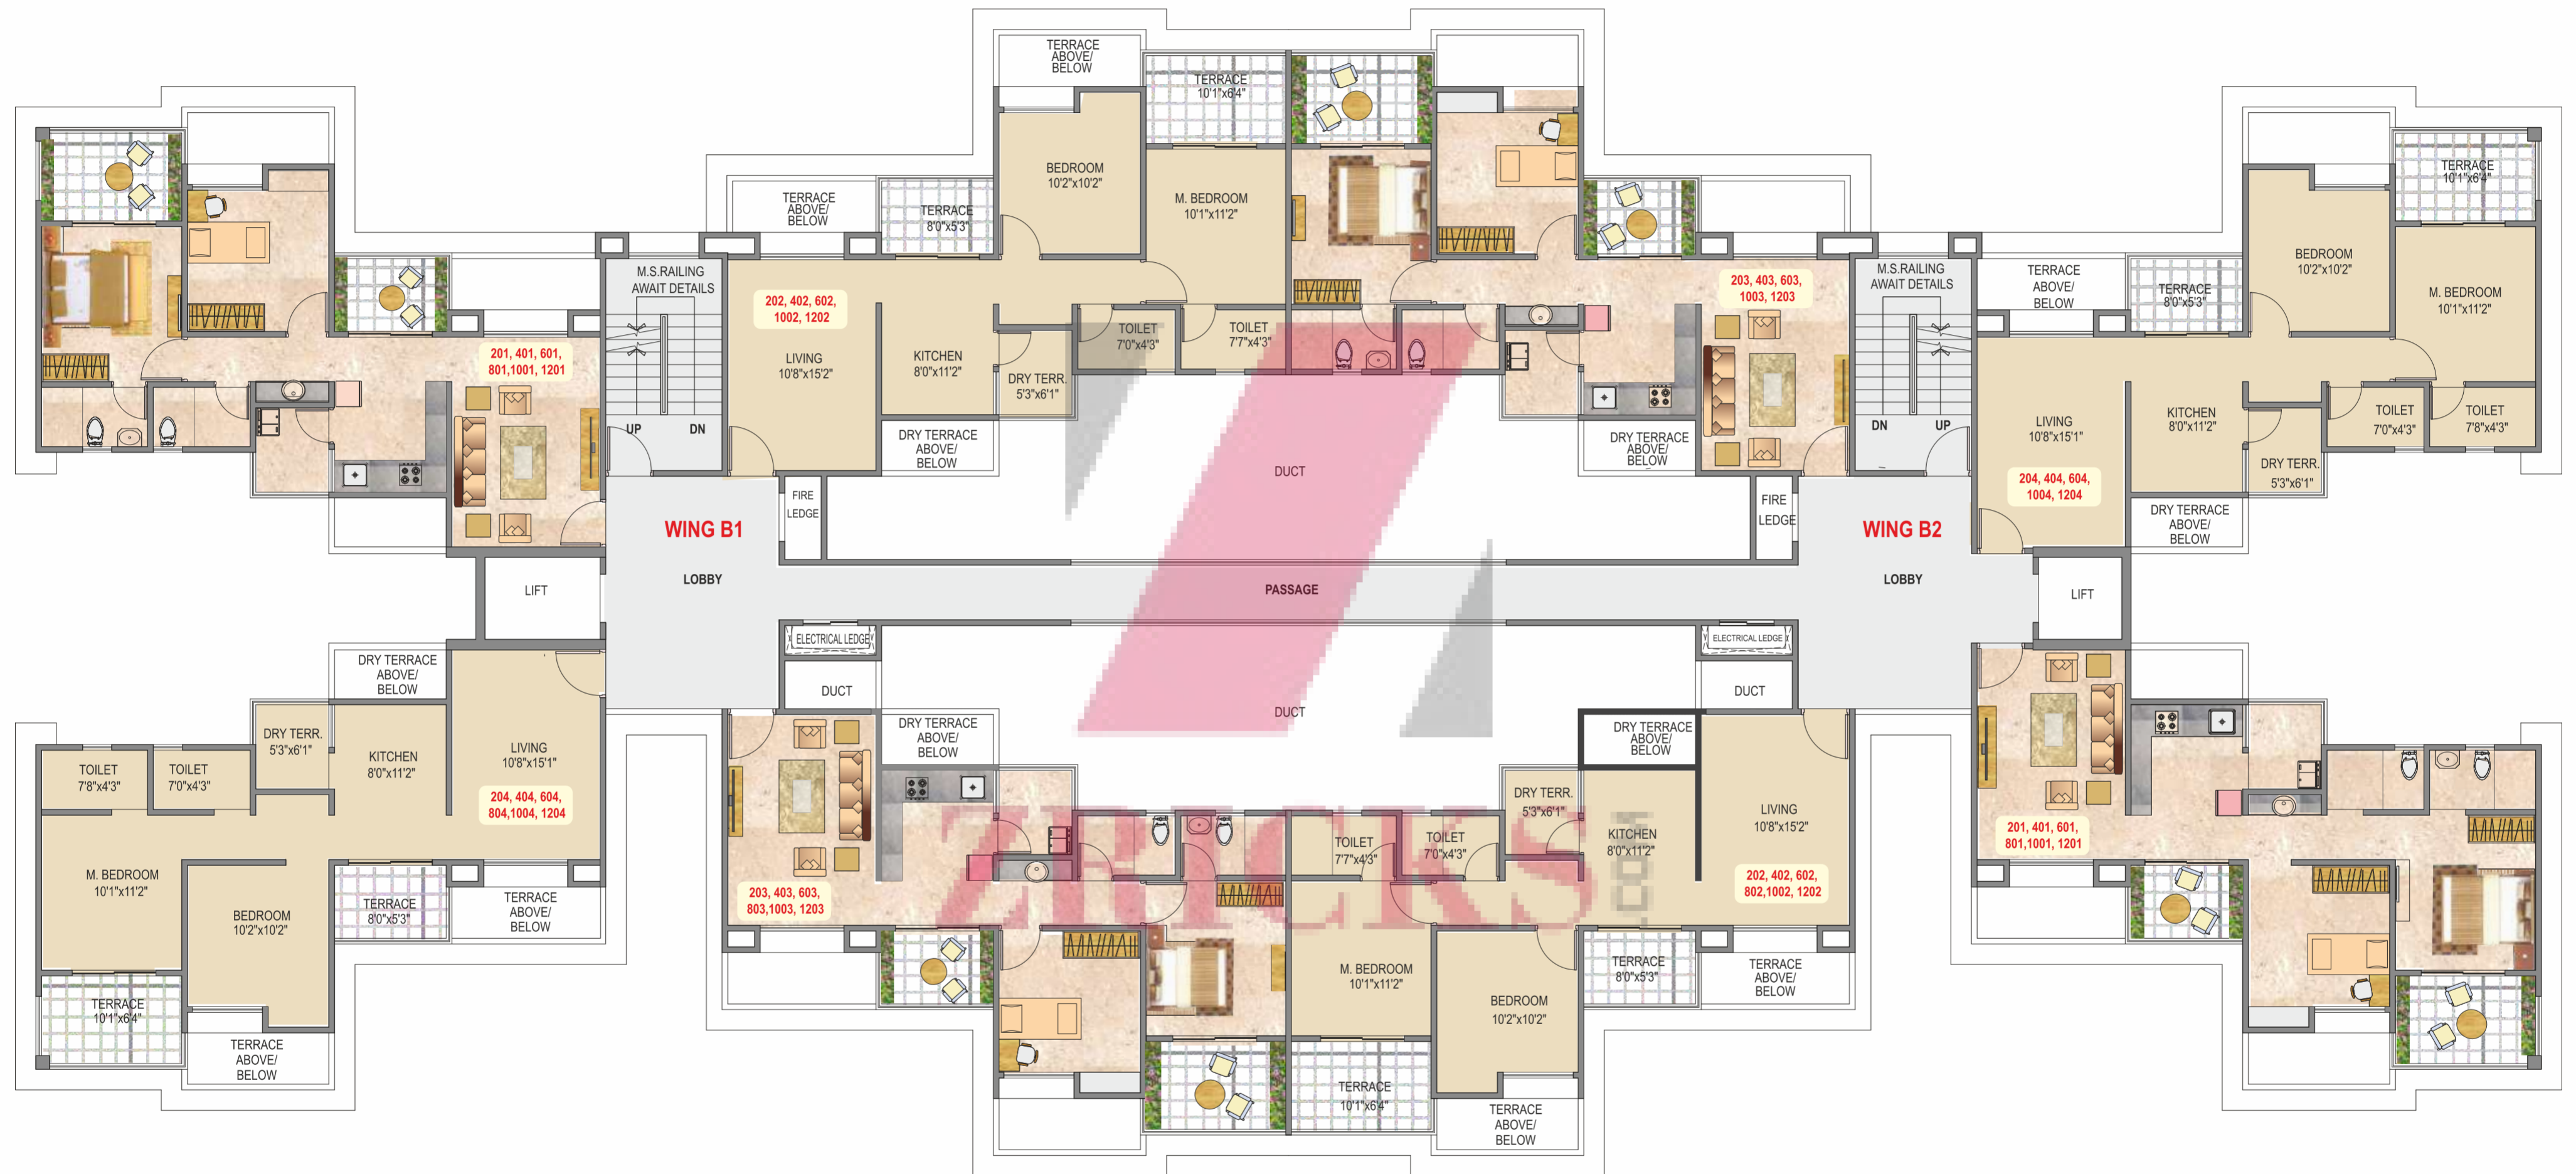 TERRACE
ABOVE/
BELOW
TERRACE
10'1"x6'4"
BEDROOM
10'2"x10'2"
M. BEDROOM
10'1"x11'2"
TERRACE
ABOVE/
BELOW
TERRACE
8'0"x5'3"
M.S.RAILING
AWAIT DETAILS
UP
DN
202, 402, 602,
1002, 1202
LIVING
10'8"x15'2"
KITCHEN
8'0"x11'2"
TOILET
7'0"x4'3"
TOILET
7'7"x4'3"
DRY TERR.
5'3"x6'1"
DRY TERRACE
ABOVE/
BELOW
201, 401, 601,
801,1001, 1201
203, 403, 603,
1003, 1203
DRY TERRACE
ABOVE/
BELOW
M.S.RAILING
AWAIT DETAILS
DN
UP
TERRACE
ABOVE/
BELOW
TERRACE
8'0"x5'3"
BEDROOM
10'2"x10'2"
TERRACE
10'1"x6'4"
M. BEDROOM
10'1"x11'2"
LIVING
10'8"x15'1"
KITCHEN
8'0"x11'2"
TOILET
7'0"x4'3"
TOILET
7'8"x4'3"
DRY TERR.
5'3"x6'1"
204, 404, 604,
1004, 1204
DRY TERRACE
ABOVE/
BELOW
DUCT
FIRE
LEDGE
FIRE
LEDGE
WING B1
LOBBY
LIFT
PASSAGE
WING B2
LOBBY
LIFT
ELECTRICAL LEDGE
DUCT
DUCT
ELECTRICAL LEDGE
DUCT
DRY TERRACE
ABOVE/
BELOW
DRY TERR.
5'3"x6'1"
KITCHEN
8'0"x11'2"
LIVING
10'8"x15'1"
TOILET
7'8"x4'3"
TOILET
7'0"x4'3"
204, 404, 604,
804,1004, 1204
M. BEDROOM
10'1"x11'2"
BEDROOM
10'2"x10'2"
TERRACE
8'0"x5'3"
TERRACE
ABOVE/
BELOW
TERRACE
10'1"x6'4"
TERRACE
ABOVE/
BELOW
DRY TERRACE
ABOVE/
BELOW
203, 403, 603,
803,1003, 1203
DRY TERRACE
ABOVE/
BELOW
DRY TERR.
5'3"x6'1"
KITCHEN
8'0"x11'2"
LIVING
10'8"x15'2"
TOILET
7'7"x4'3"
TOILET
7'0"x4'3"
202, 402, 602,
802,1002, 1202
M. BEDROOM
10'1"x11'2"
BEDROOM
10'2"x10'2"
TERRACE
8'0"x5'3"
TERRACE
ABOVE/
BELOW
TERRACE
10'1"x6'4"
TERRACE
ABOVE/
BELOW
201, 401, 601,
801,1001, 1201
ZRICKS
.COM